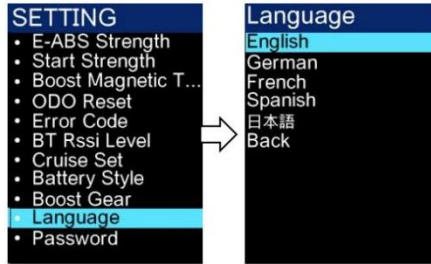 SETTING
• E-ABS Strength
• Start Strength
• Boost Magnetic T...
• ODO Reset
• Error Code
• BT Rssi Level
• Cruise Set
• Battery Style
• Boost Gear
• Language
• Password
Language
English
German
French
Spanish
日本語
Back